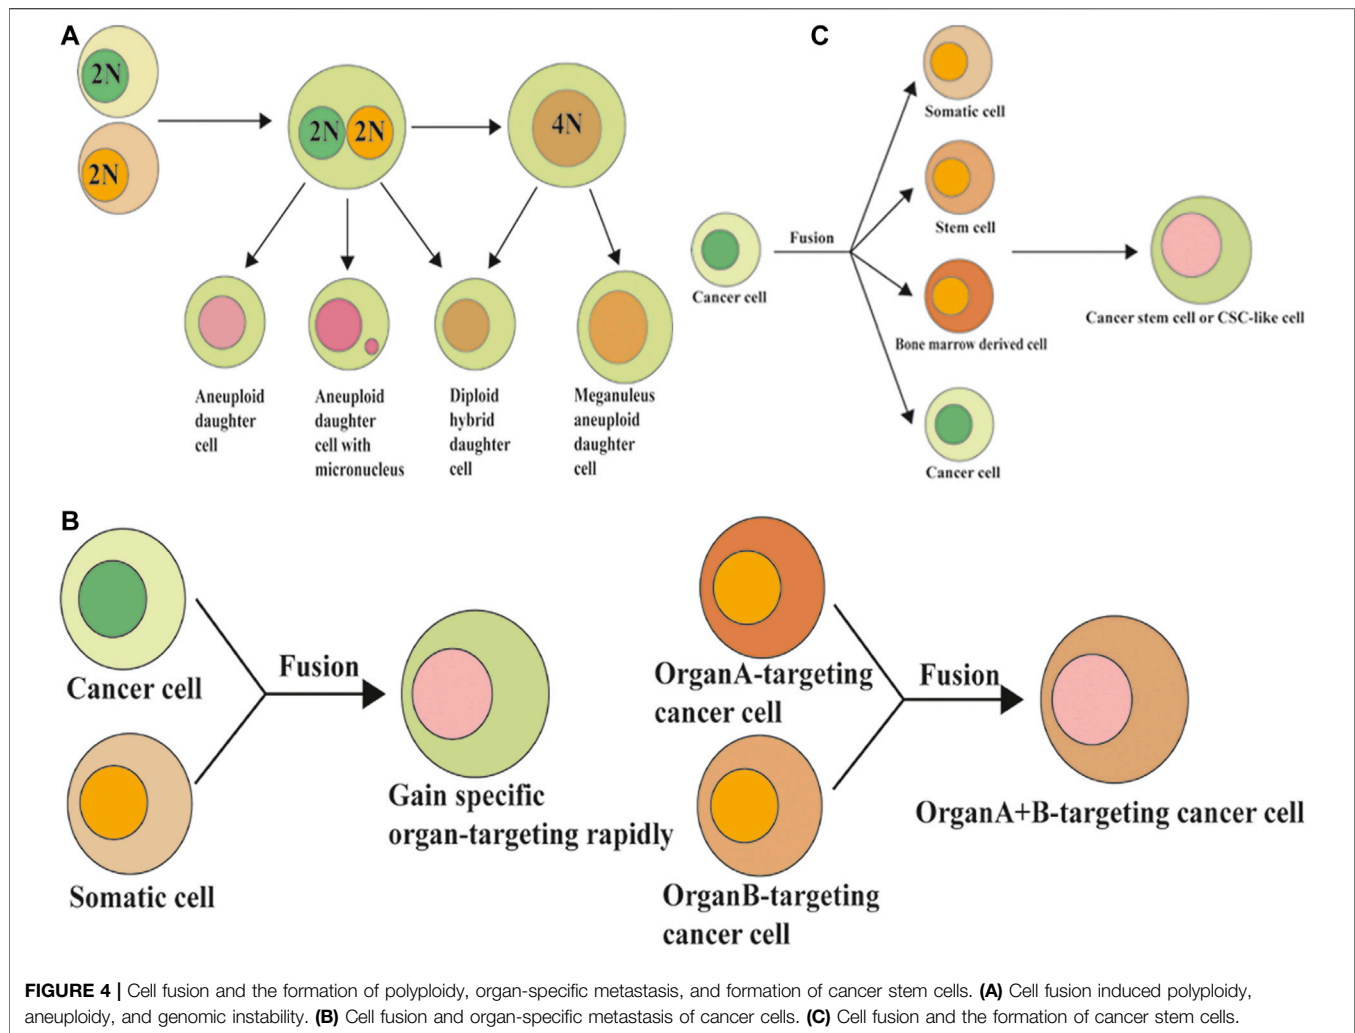 A
2N
2N
2N
2N
4N
Aneuploid
daughter
cell
Aneuploid
daughter
cell with
micronucleus
Diploid
hybrid
daughter
cell
Meganuleus
aneuploid
daughter
cell
C
Cancer cell
Fusion
Somatic cell
Stem cell
Bone marrow derived cell
Cancer cell
Cancer stem cell or CSC-like cell
B
Cancer cell
Somatic cell
Fusion
Gain specific
organ-targeting rapidly
OrganA-targeting
cancer cell
OrganB-targeting
cancer cell
Fusion
OrganA+B-targeting cancer cell
FIGURE 4 | Cell fusion and the formation of polyploidy, organ-specific metastasis, and formation of cancer stem cells. (A) Cell fusion induced polyploidy,
aneuploidy, and genomic instability. (B) Cell fusion and organ-specific metastasis of cancer cells. (C) Cell fusion and the formation of cancer stem cells.